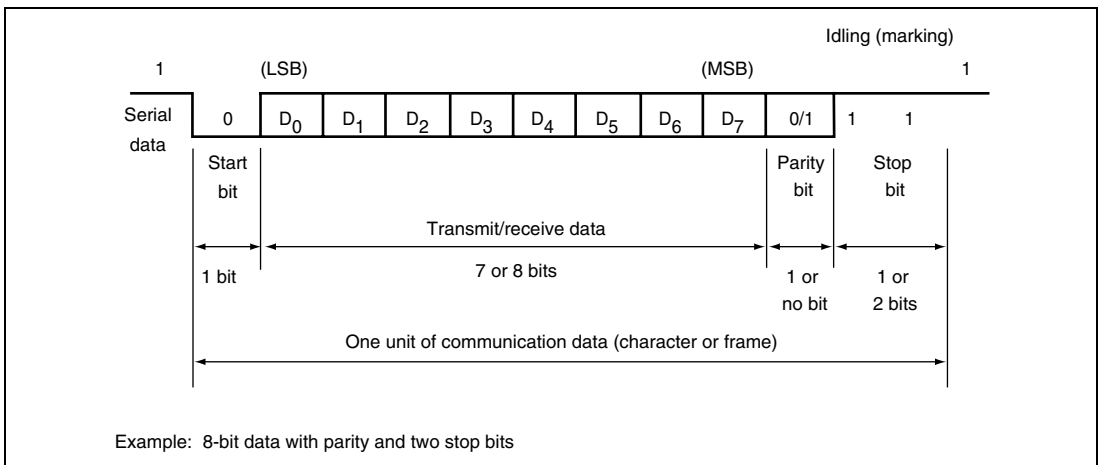 Idling (marking)
1 (LSB) (MSB) 1
Serial data
0 D0 D1 D2 D3 D4 D5 D6 D7 0/1 1 1
Start bit
Parity bit
Stop bit
Transmit/receive data
1 bit
7 or 8 bits
1 or no bit
1 or 2 bits
One unit of communication data (character or frame)
Example: 8-bit data with parity and two stop bits